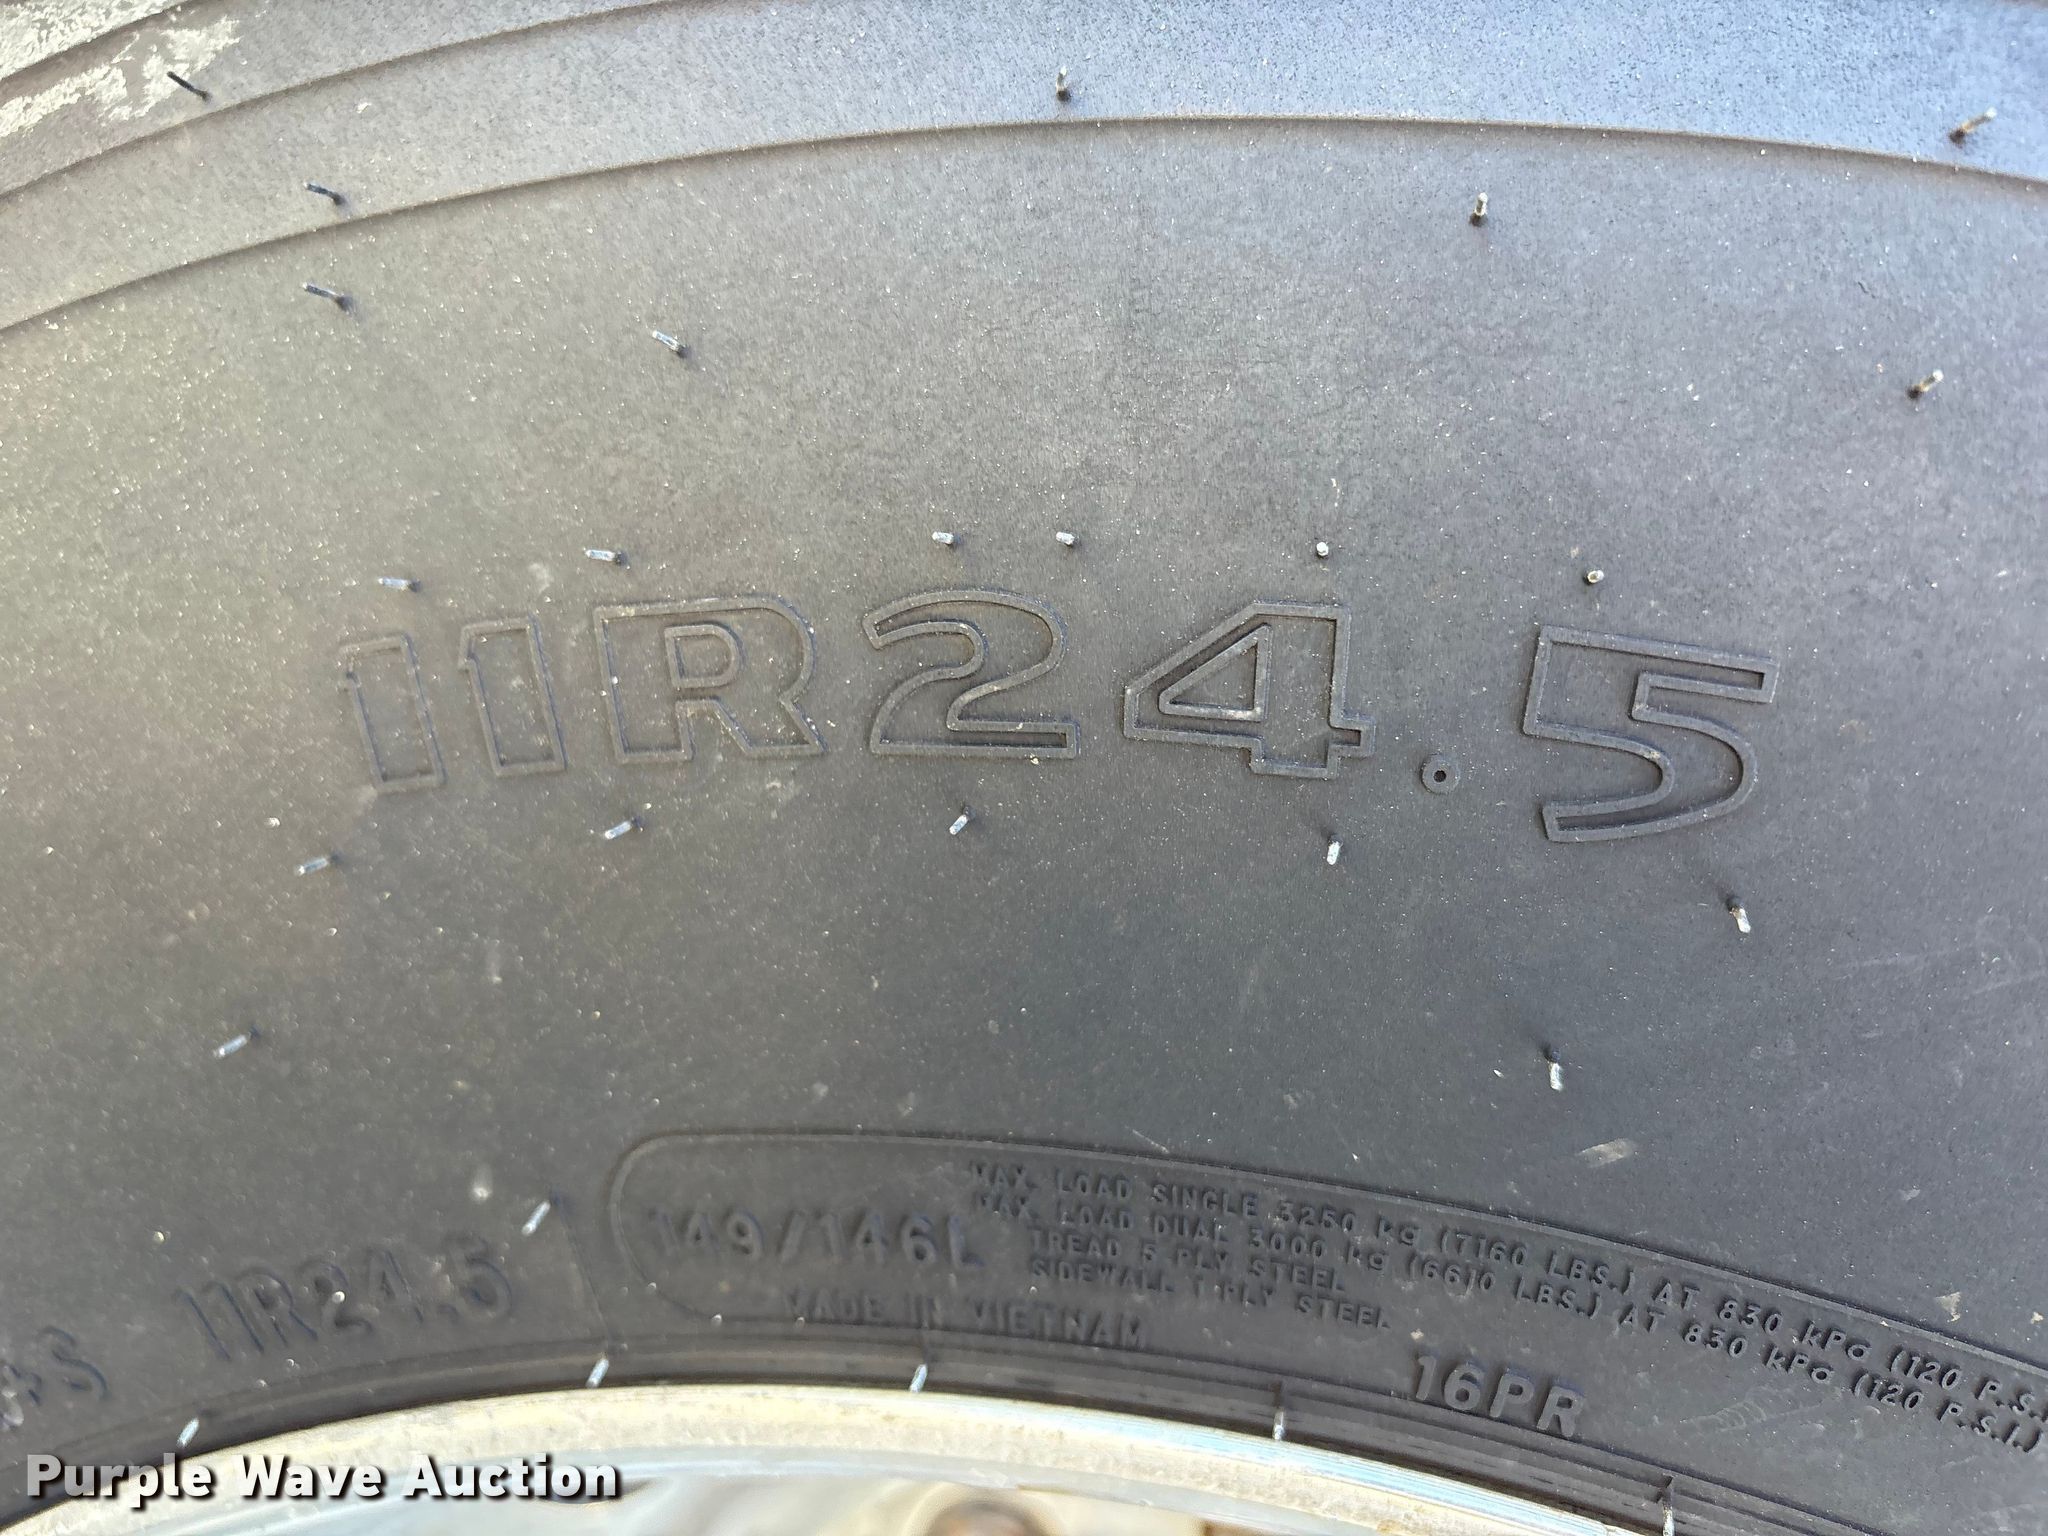 11R24.5
149/146L
MAX. LOAD SINGLE 3250 kg (7160 LBS.) AT 830 kPa (120 P.S.I.
MAX. LOAD DUAL 3000 kg (6610 LBS.) AT 830 kPa (120 P.S.I.)
TREAD 5 PLY STEEL
SIDEWALL 1 PLY STEEL
MADE IN VIETNAM
11R24.5
+S
16PR
Purple Wave Auction